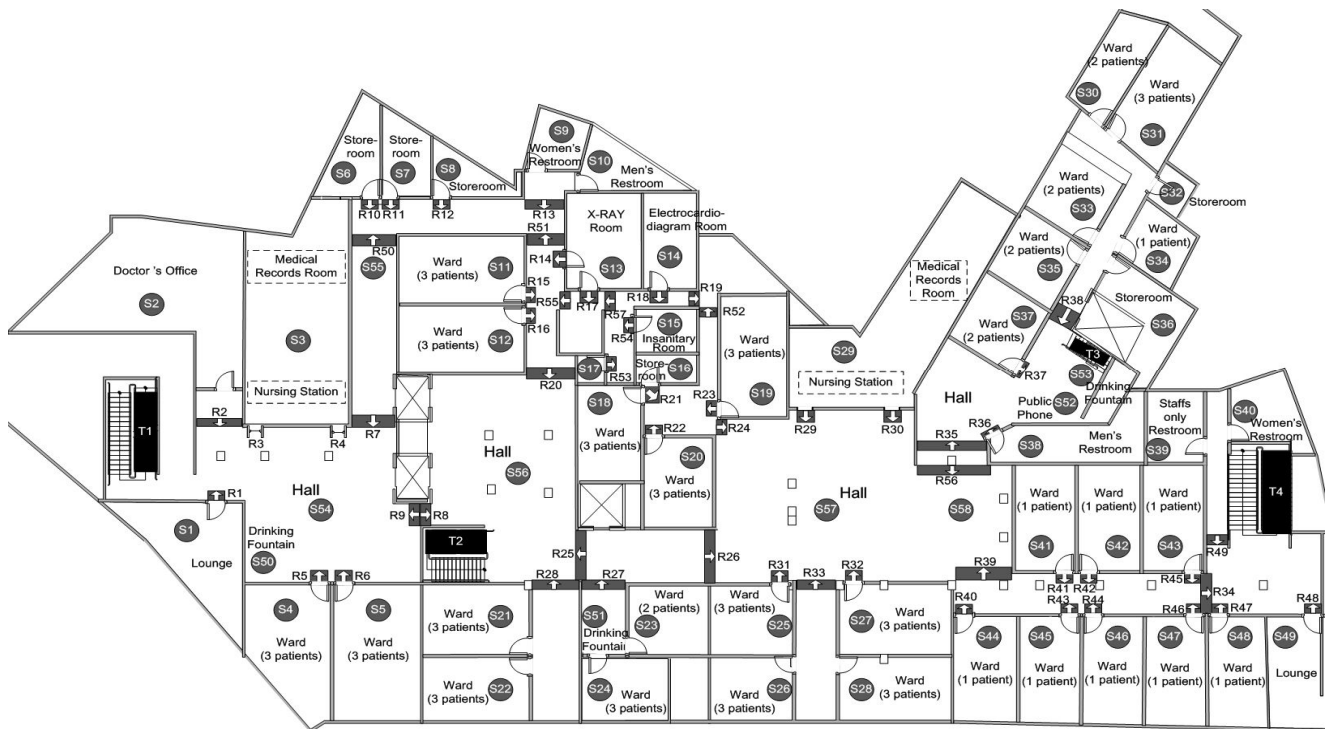 Ward
(2 patients)
S30
Ward
(3 patients)
S31
Store-
room
S6
Store-
room
S7
S8
Storeroom
S9
Women's
Restroom
S10
Men's
Restroom
R10
R11
R12
R13
R51
R50
S55
Medical
Records Room
Doctor 's Office
S2
S3
Nursing Station
Ward
(3 patients)
S11
Ward
(3 patients)
S12
R14
R15
R16
R55
X-RAY
Room
S13
Electrocardio-
diagram Room
S14
R17
R57
R18
R19
R52
R54
S15
Insanitary
Room
S17
R53
Store-
room
S16
R20
R21
R22
R23
R24
S18
Ward
(3 patients)
Ward
(3 patients)
S19
S20
Ward
(3 patients)
S29
Nursing Station
R29
R30
Medical
Records
Room
Ward
(2 patients)
S33
S32
Storeroom
Ward
(1 patient)
S34
Ward
(2 patients)
S35
Storeroom
S36
R38
S37
Ward
(2 patients)
T3
R37
S53
Drinking
Fountain
Hall
Public
Phone
S52
R36
R35
R56
S38
Men's
Restroom
Staffs
only
Restroom
S39
S40
Women's
Restroom
T1
R2
R3
R4
R7
R1
Hall
S54
S1
Lounge
Drinking
Fountain
S50
R5
R6
R9
R8
T2
Hall
S56
R25
R26
R28
R27
Hall
S57
S58
R31
R33
R32
R39
Ward
(1 patient)
S41
Ward
(1 patient)
S42
Ward
(1 patient)
S43
T4
R49
R40
R41
R42
R43
R44
R45
R46
R34
R47
R48
S4
Ward
(3 patients)
S5
Ward
(3 patients)
Ward
(3 patients)
S21
Ward
(3 patients)
S22
S51
Drinking
Fountain
Ward
(2 patients)
S23
S24
Ward
(3 patients)
Ward
(3 patients)
S25
Ward
(3 patients)
S26
S27
Ward
(3 patients)
S28
Ward
(3 patients)
S44
Ward
(1 patient)
S45
Ward
(1 patient)
S46
Ward
(1 patient)
S47
Ward
(1 patient)
S48
Ward
(1 patient)
S49
Lounge